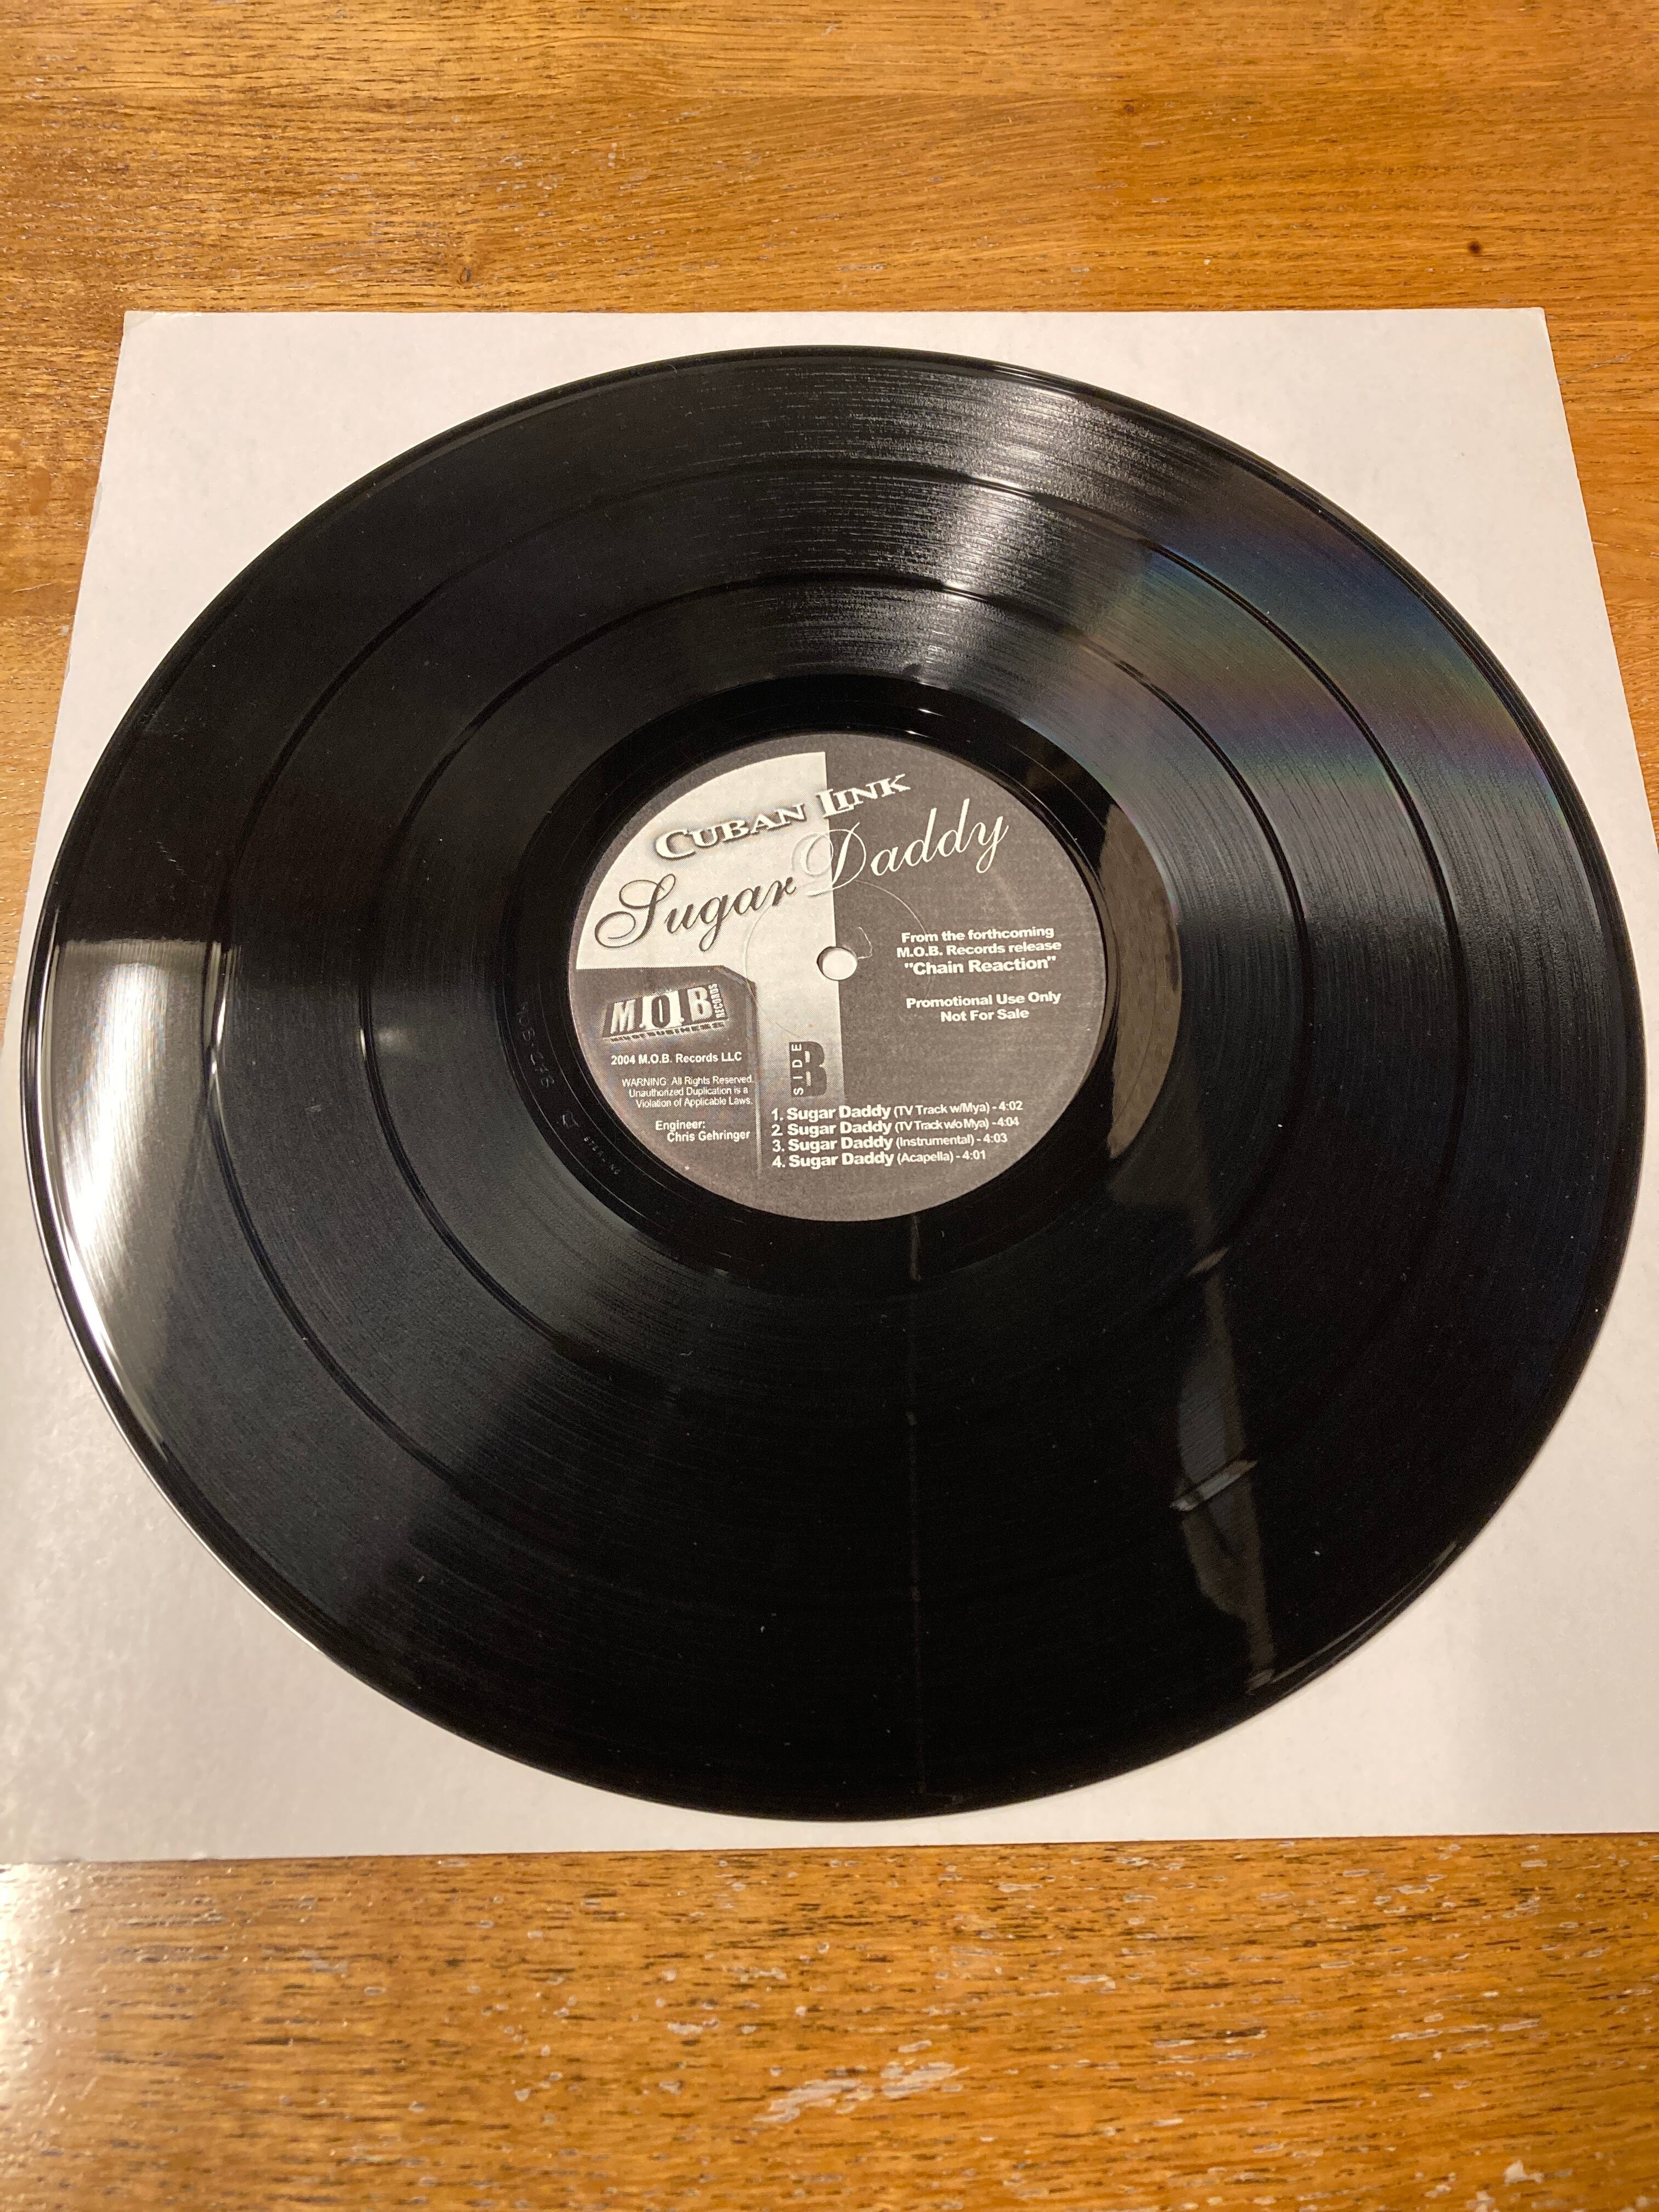 CUBAN LINK
Sugar Daddy
From the forthcoming
M.O.B. Records release
"Chain Reaction"
Promotional Use Only
Not For Sale
M.O.B. RECORDS
2004 M.O.B. Records LLC
WARNING: All Rights Reserved.
Unauthorized Duplication is a
Violation of Applicable Laws.
Engineer:
Chris Gehringer
SIDE B
1. Sugar Daddy (TV Track w/Mya) - 4:02
2. Sugar Daddy (TV Track w/o Mya) - 4:04
3. Sugar Daddy (Instrumental) - 4:03
4. Sugar Daddy (Acapella) - 4:01